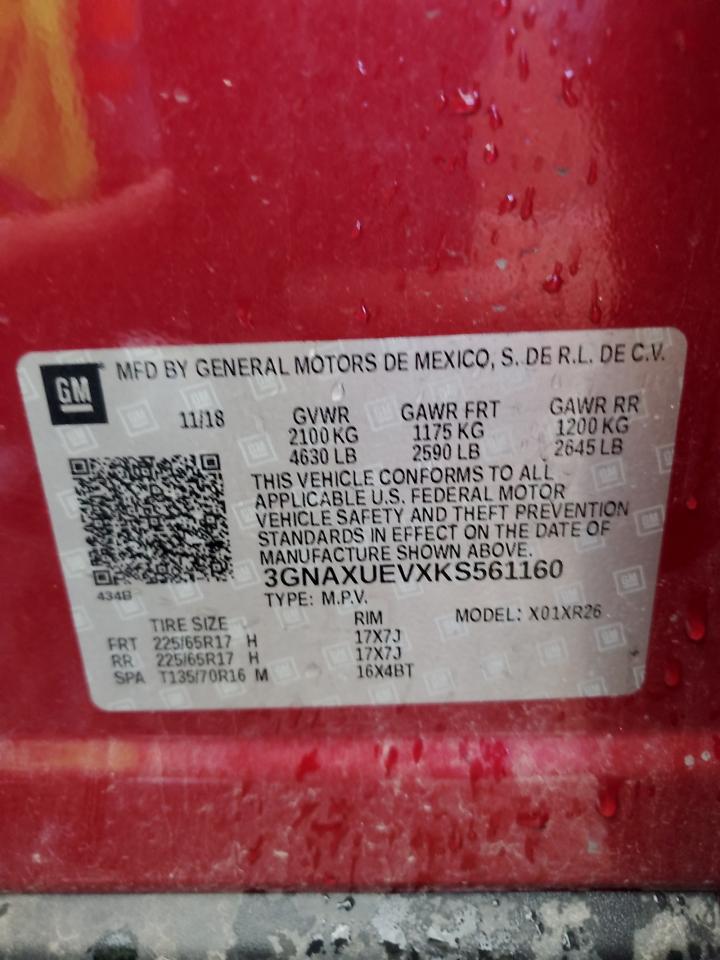 GM
MFD BY GENERAL MOTORS DE MEXICO, S. DE R.L. DE C.V.
11/18 GVWR GAWR FRT GAWR RR
2100 KG 1175 KG 1200 KG
4630 LB 2590 LB 2645 LB
THIS VEHICLE CONFORMS TO ALL
APPLICABLE U.S. FEDERAL MOTOR
VEHICLE SAFETY AND THEFT PREVENTION
STANDARDS IN EFFECT ON THE DATE OF
MANUFACTURE SHOWN ABOVE.
3GNAXUEVXKS561160
434B
TYPE: M.P.V.
TIRE SIZE RIM MODEL: X01XR26
FRT 225/65R17 H 17X7J
RR 225/65R17 H 17X7J
SPA T135/70R16 M 16X4BT